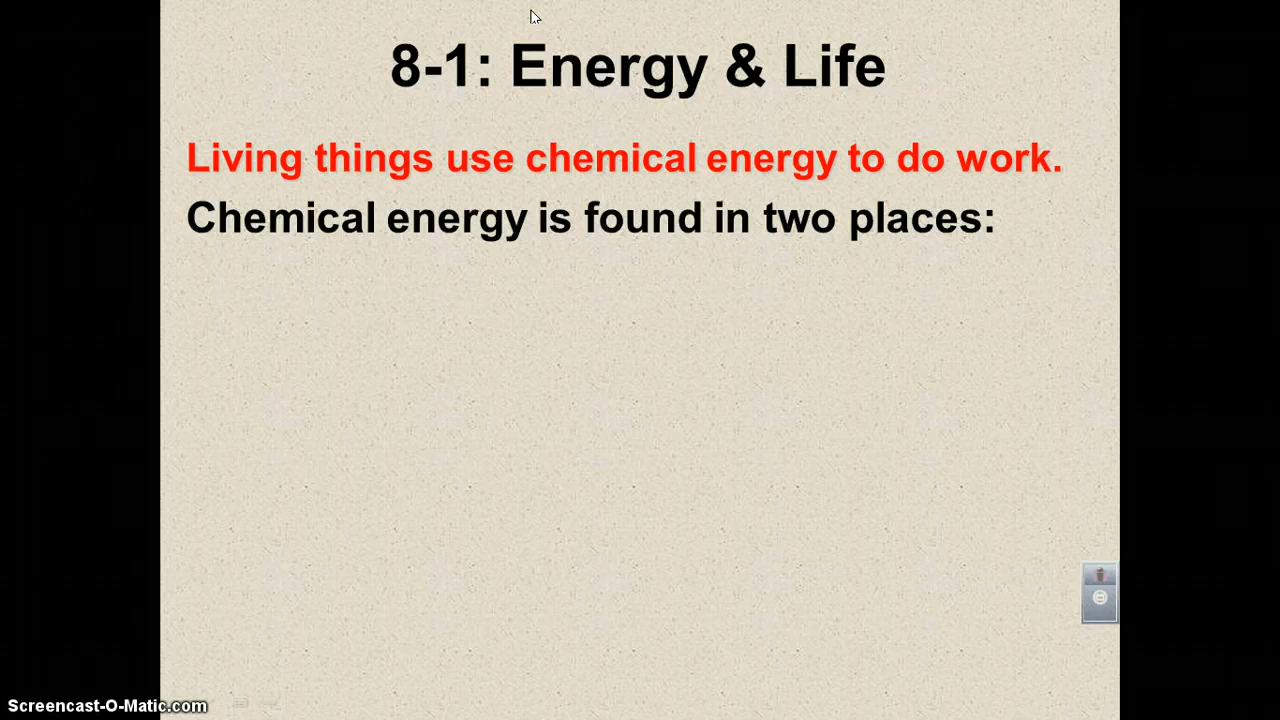 8-1: Energy & Life
Living things use chemical energy to do work.
Chemical energy is found in two places:
Screencast-O-Matic.com